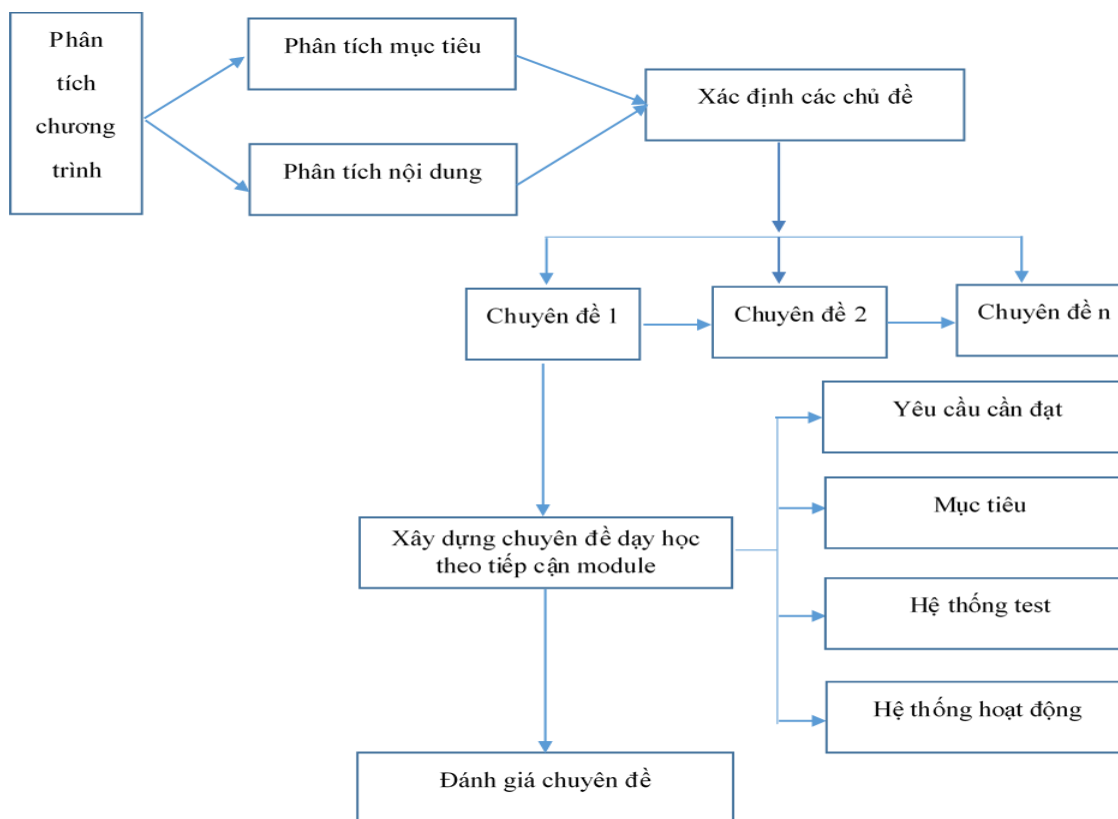 Phân
tích
chương
trình
Phân tích mục tiêu
Phân tích nội dung
Xác định các chủ đề
Chuyên đề 1
Chuyên đề 2
Chuyên đề n
Xây dựng chuyên đề dạy học
theo tiếp cận module
Yêu cầu cần đạt
Mục tiêu
Hệ thống test
Hệ thống hoạt động
Đánh giá chuyên đề